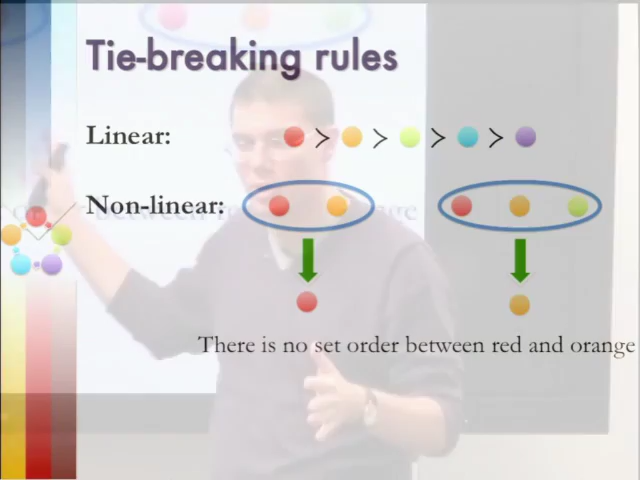 Tie-breaking rules
Linear:
> > > >
Non-linear:
There is no set order between red and orange